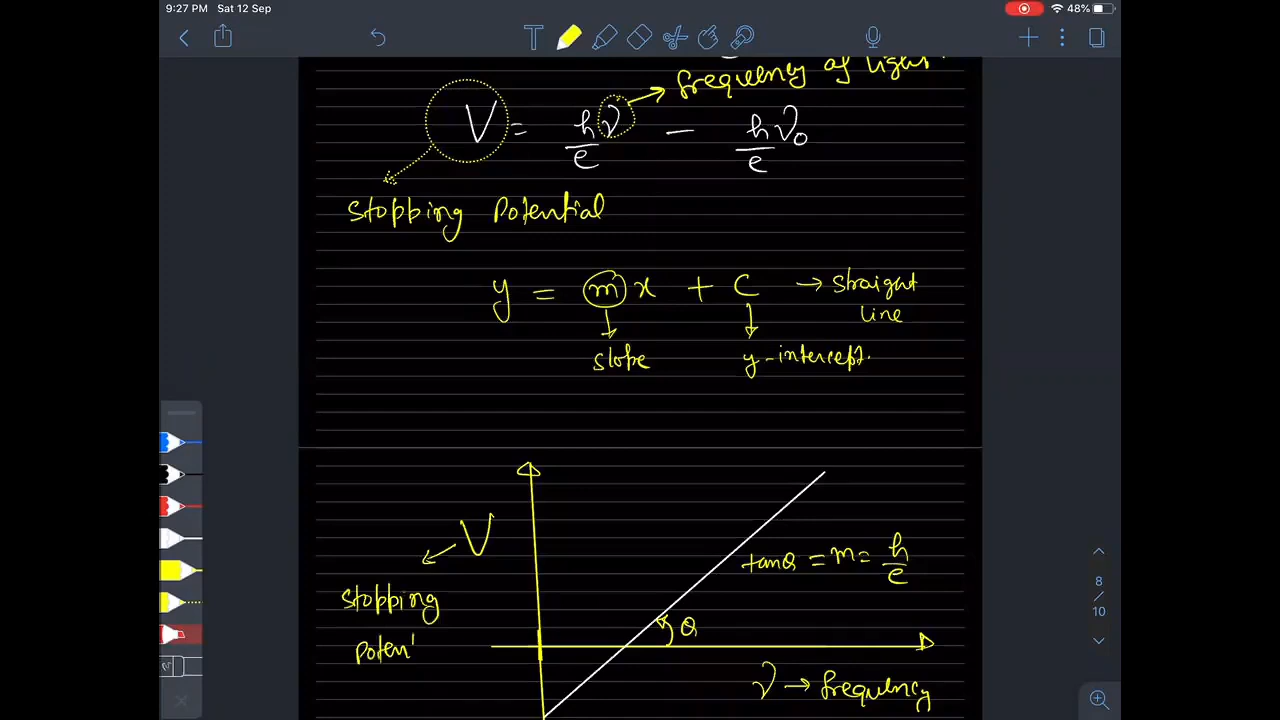 9:27 PM Sat 12 Sep
48%
T
frequency of light
V = hν/e − hν₀/e
Stopping Potential
y = mx + C → straight
line
slope
y-intercept.
V
tanθ = m = h/e
stopping
θ
poten
ν → frequency
8
/
10